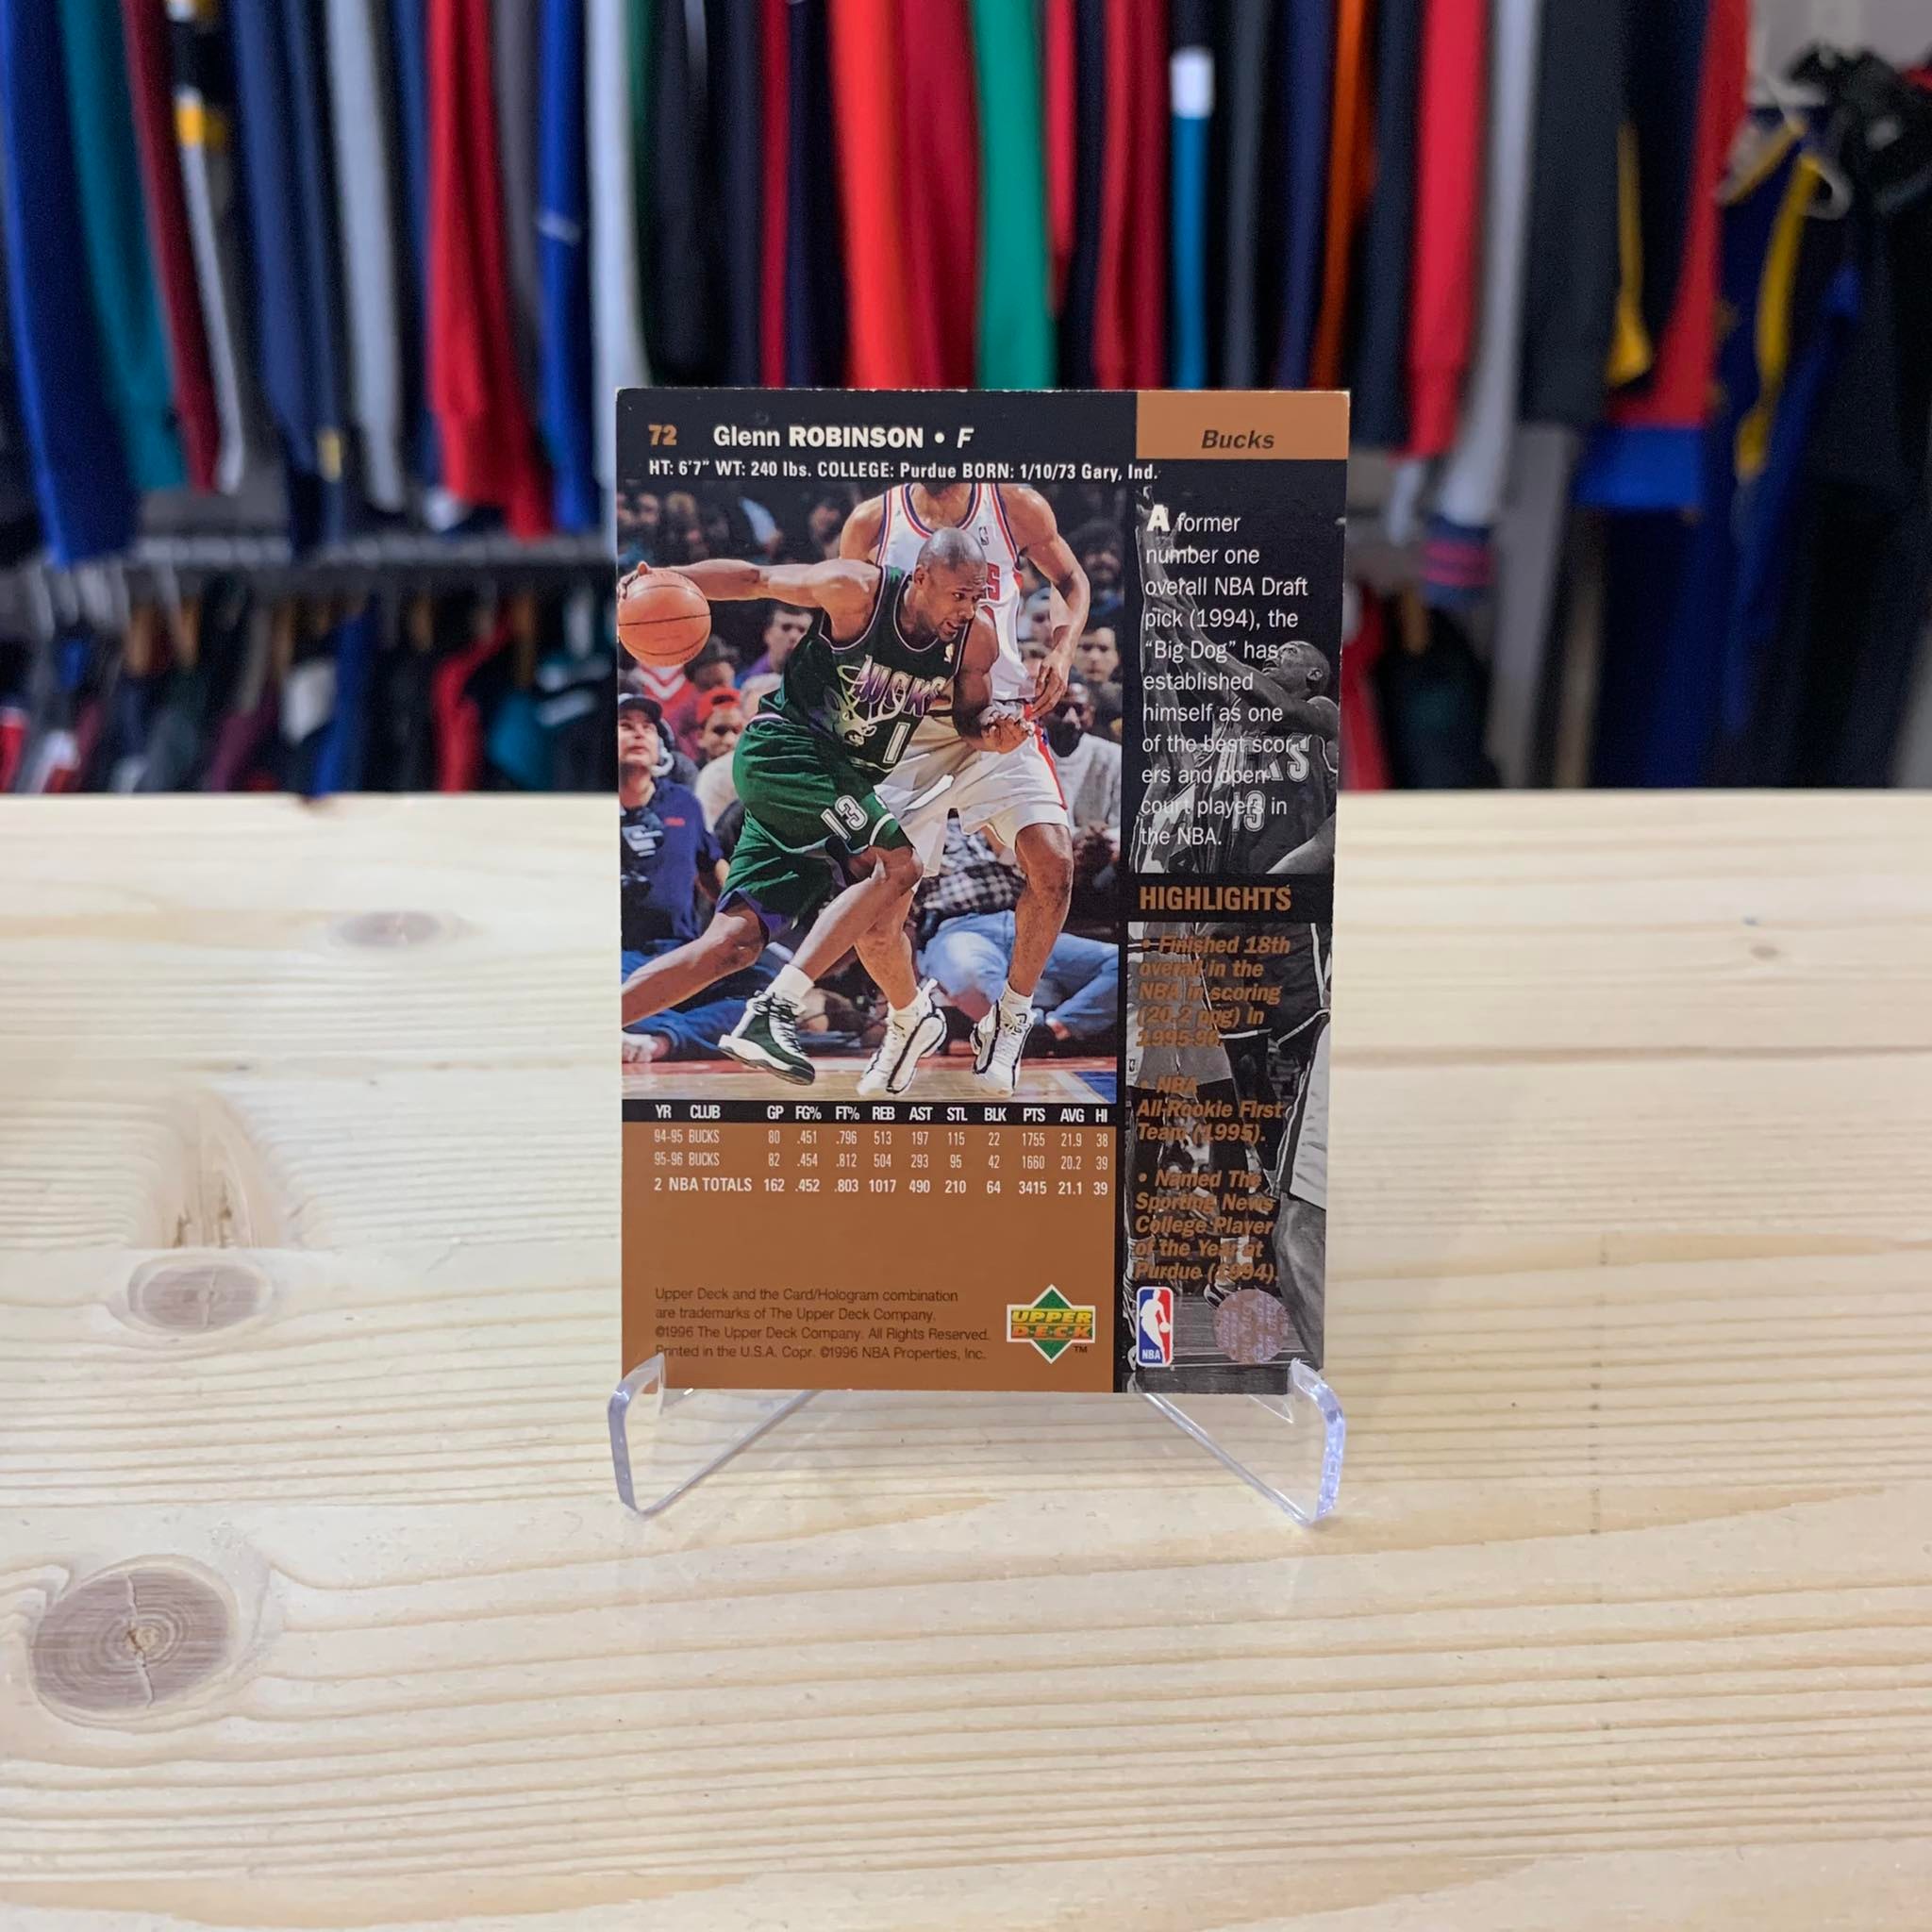 72 Glenn ROBINSON • F
Bucks
HT: 6'7" WT: 240 lbs. COLLEGE: Purdue BORN: 1/10/73 Gary, Ind.
A former
number one
overall NBA Draft
pick (1994), the
"Big Dog" has
established
himself as one
of the best scor-
ers and open-
court players in
the NBA.
BUCKS
1
13
13
HIGHLIGHTS
• Finished 18th
overall in the
NBA in scoring
(20.2 ppg) in
1995-96.
• NBA
All-Rookie First
Team (1995).
• Named The
Sporting News
College Player
of the Year at
Purdue (1994).
YR CLUB GP FG% FT% REB AST STL BLK PTS AVG HI
94-95 BUCKS 80 .451 .796 513 197 115 22 1755 21.9 38
95-96 BUCKS 82 .454 .812 504 293 95 42 1660 20.2 39
2 NBA TOTALS 162 .452 .803 1017 490 210 64 3415 21.1 39
Upper Deck and the Card/Hologram combination
are trademarks of The Upper Deck Company.
©1996 The Upper Deck Company. All Rights Reserved.
Printed in the U.S.A. Copr. ©1996 NBA Properties, Inc.
UPPER
DECK
TM
NBA